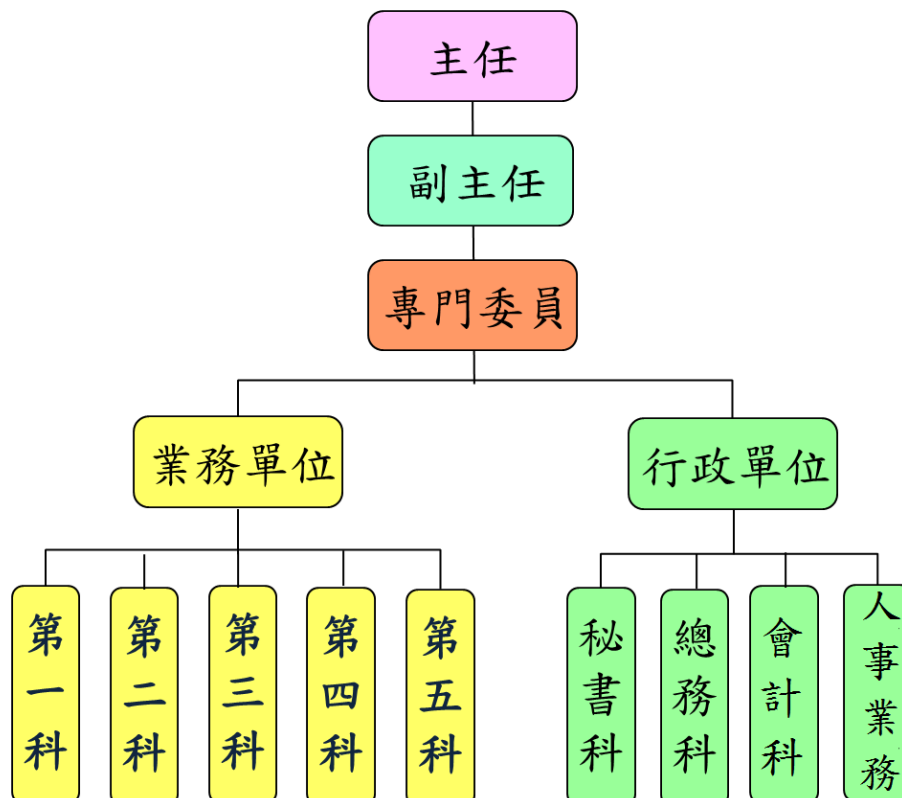 主任
副主任
專門委員
業務單位
行政單位
第一科
第二科
第三科
第四科
第五科
秘書科
總務科
會計科
人事業務